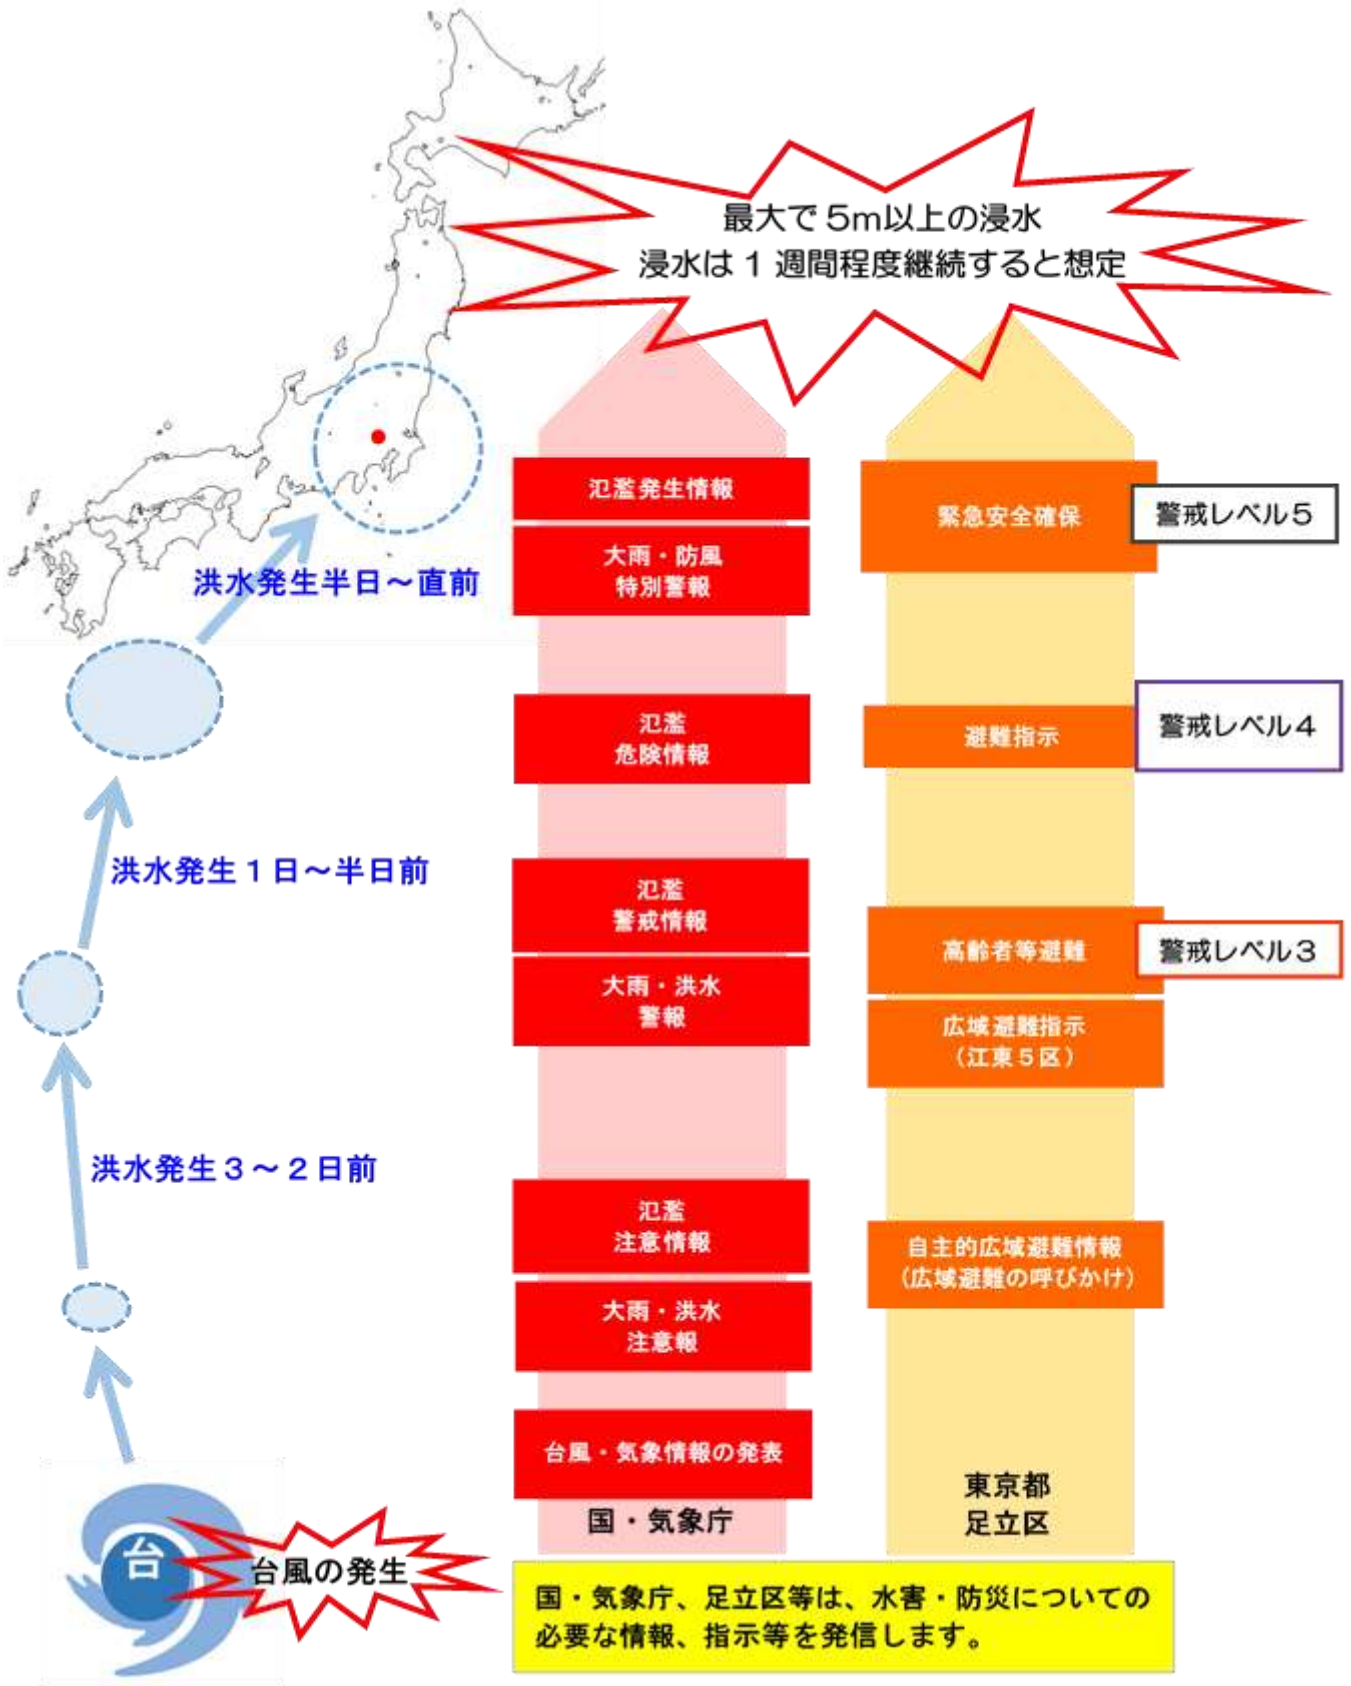 最大で5m以上の浸水
浸水は1週間程度継続すると想定
氾濫発生情報
大雨・防風
特別警報
緊急安全確保
警戒レベル5
洪水発生半日～直前
氾濫
危険情報
避難指示
警戒レベル4
洪水発生1日～半日前
氾濫
警戒情報
大雨・洪水
警報
高齢者等避難
警戒レベル3
広域避難指示
（江東5区）
洪水発生3～2日前
氾濫
注意情報
大雨・洪水
注意報
自主的広域避難情報
（広域避難の呼びかけ）
台風・気象情報の発表
国・気象庁
東京都
足立区
台
台風の発生
国・気象庁、足立区等は、水害・防災についての
必要な情報、指示等を発信します。